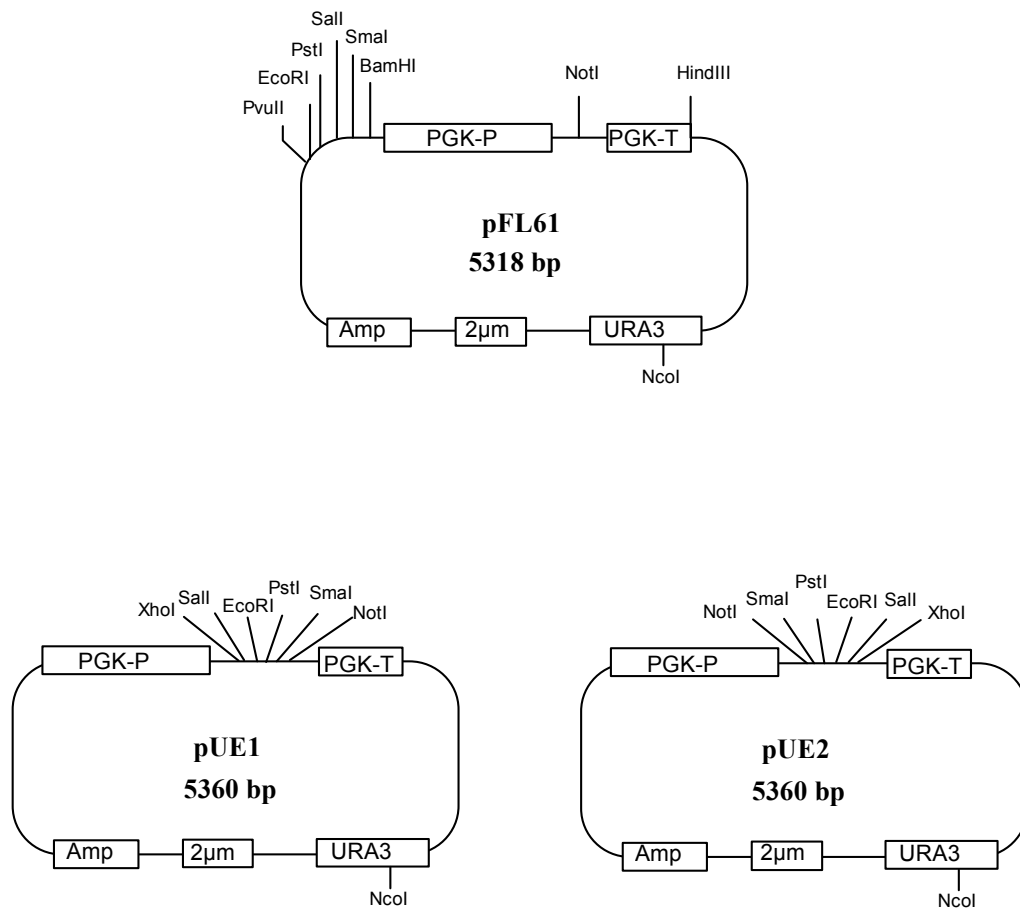 SalI
SmaI
PstI
BamHI
EcoRI
PvuII
NotI
HindIII
PGK-P
PGK-T
pFL61
5318 bp
Amp
2µm
URA3
NcoI
PstI
SalI
EcoRI
SmaI
XhoI
NotI
PGK-P
PGK-T
pUE1
5360 bp
Amp
2µm
URA3
NcoI
PstI
SmaI
EcoRI
SalI
NotI
XhoI
PGK-P
PGK-T
pUE2
5360 bp
Amp
2µm
URA3
NcoI